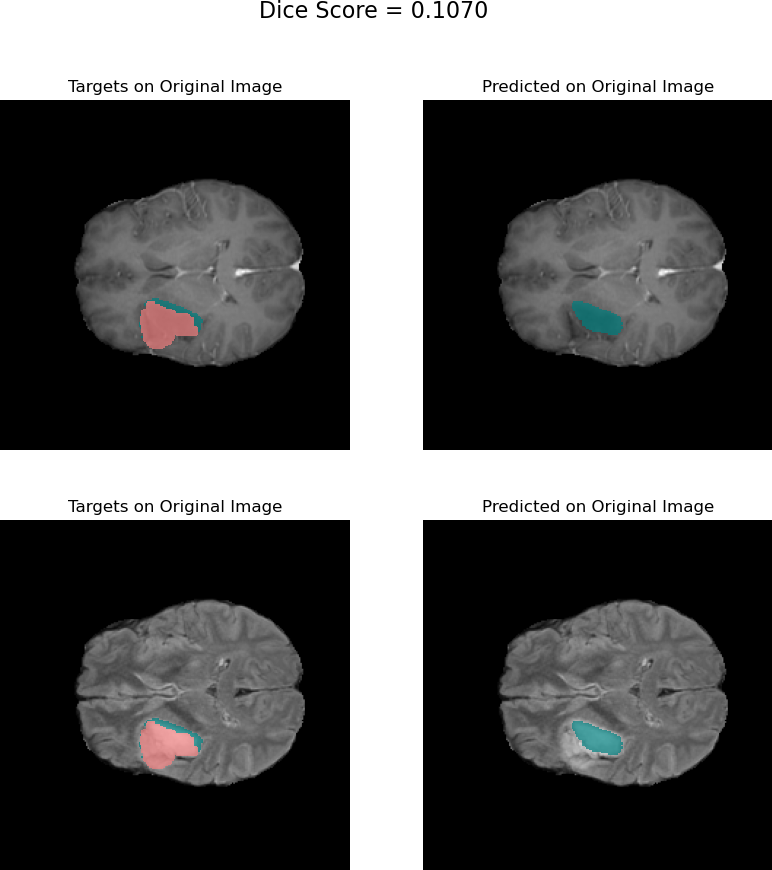 Dice Score = 0.1070
Targets on Original Image
Predicted on Original Image
Targets on Original Image
Predicted on Original Image